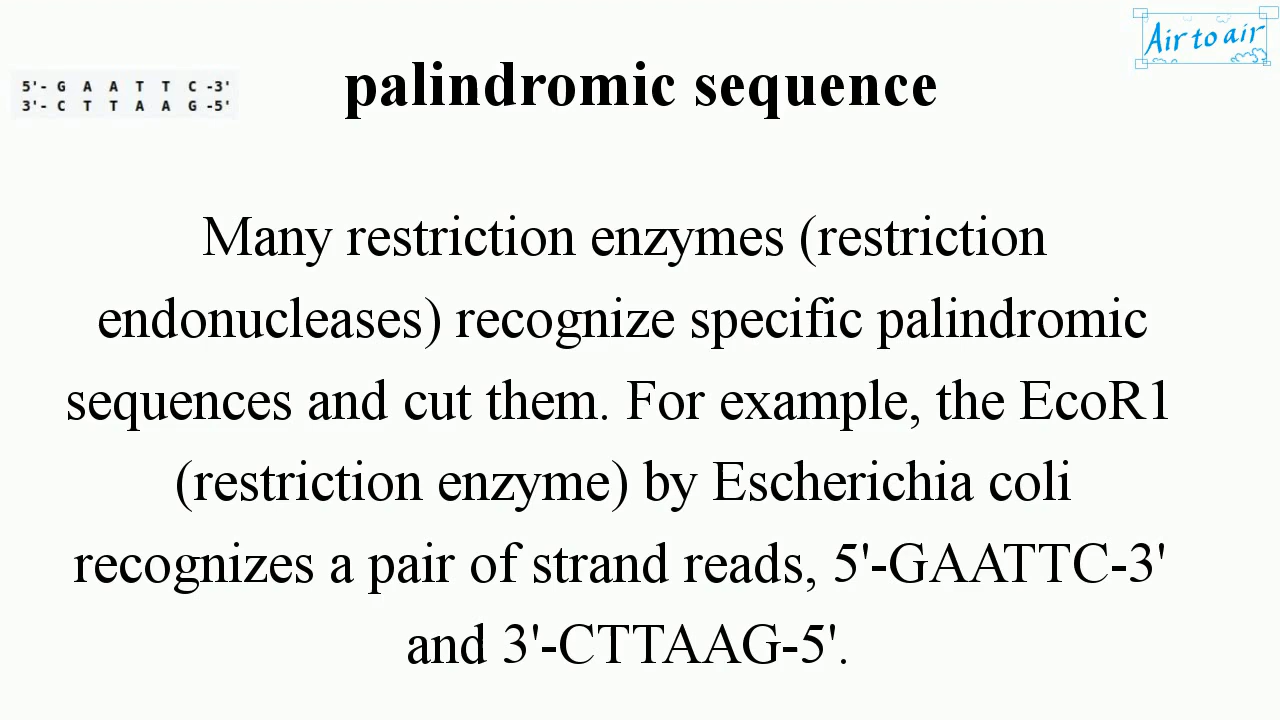 Air to air
palindromic sequence
5'- G A A T T C -3'
3'- C T T A A G -5'
Many restriction enzymes (restriction
endonucleases) recognize specific palindromic
sequences and cut them. For example, the EcoR1
(restriction enzyme) by Escherichia coli
recognizes a pair of strand reads, 5'-GAATTC-3'
and 3'-CTTAAG-5'.